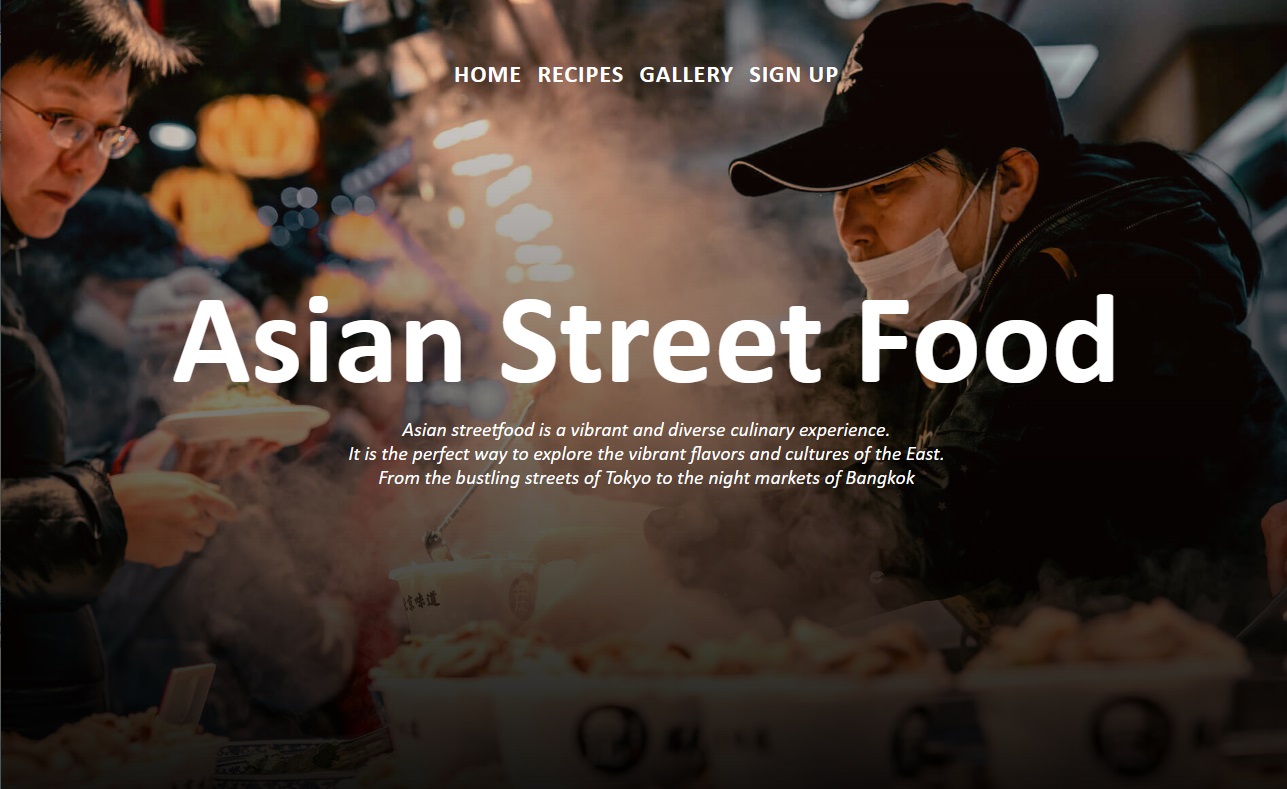 HOME RECIPES GALLERY SIGN UP
Asian Street Food
Asian streetfood is a vibrant and diverse culinary experience.
It is the perfect way to explore the vibrant flavors and cultures of the East.
From the bustling streets of Tokyo to the night markets of Bangkok
味道